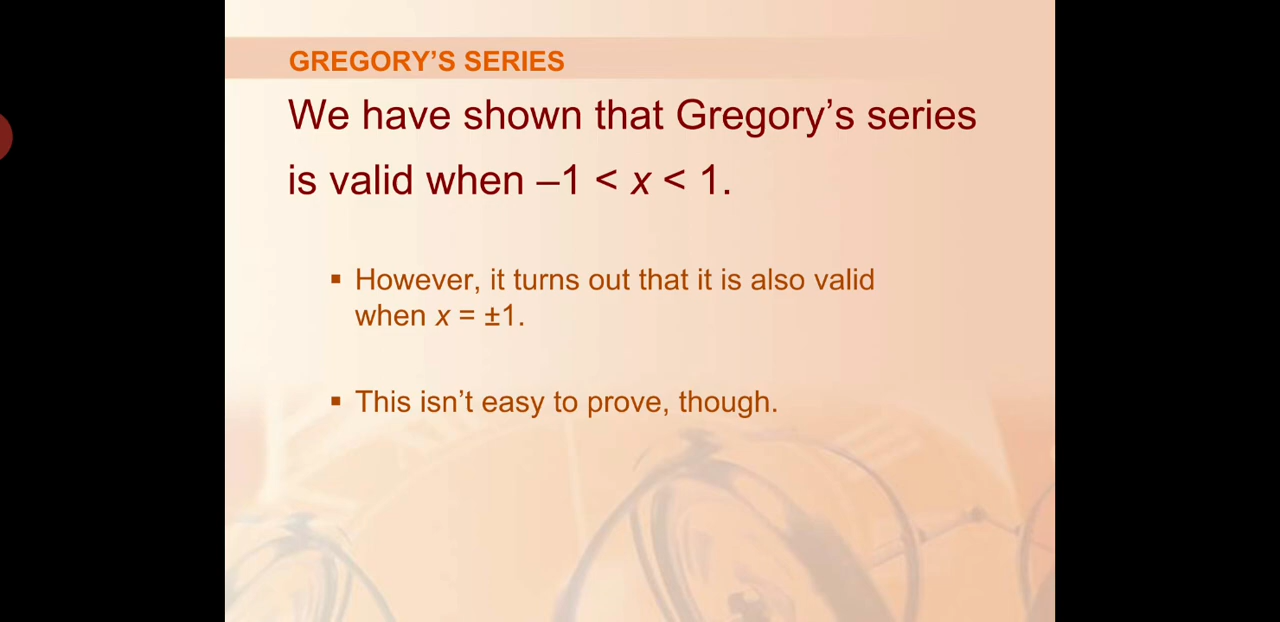 GREGORY’S SERIES
We have shown that Gregory’s series
is valid when –1 < x < 1.
▪ However, it turns out that it is also valid
when x = ±1.
▪ This isn’t easy to prove, though.